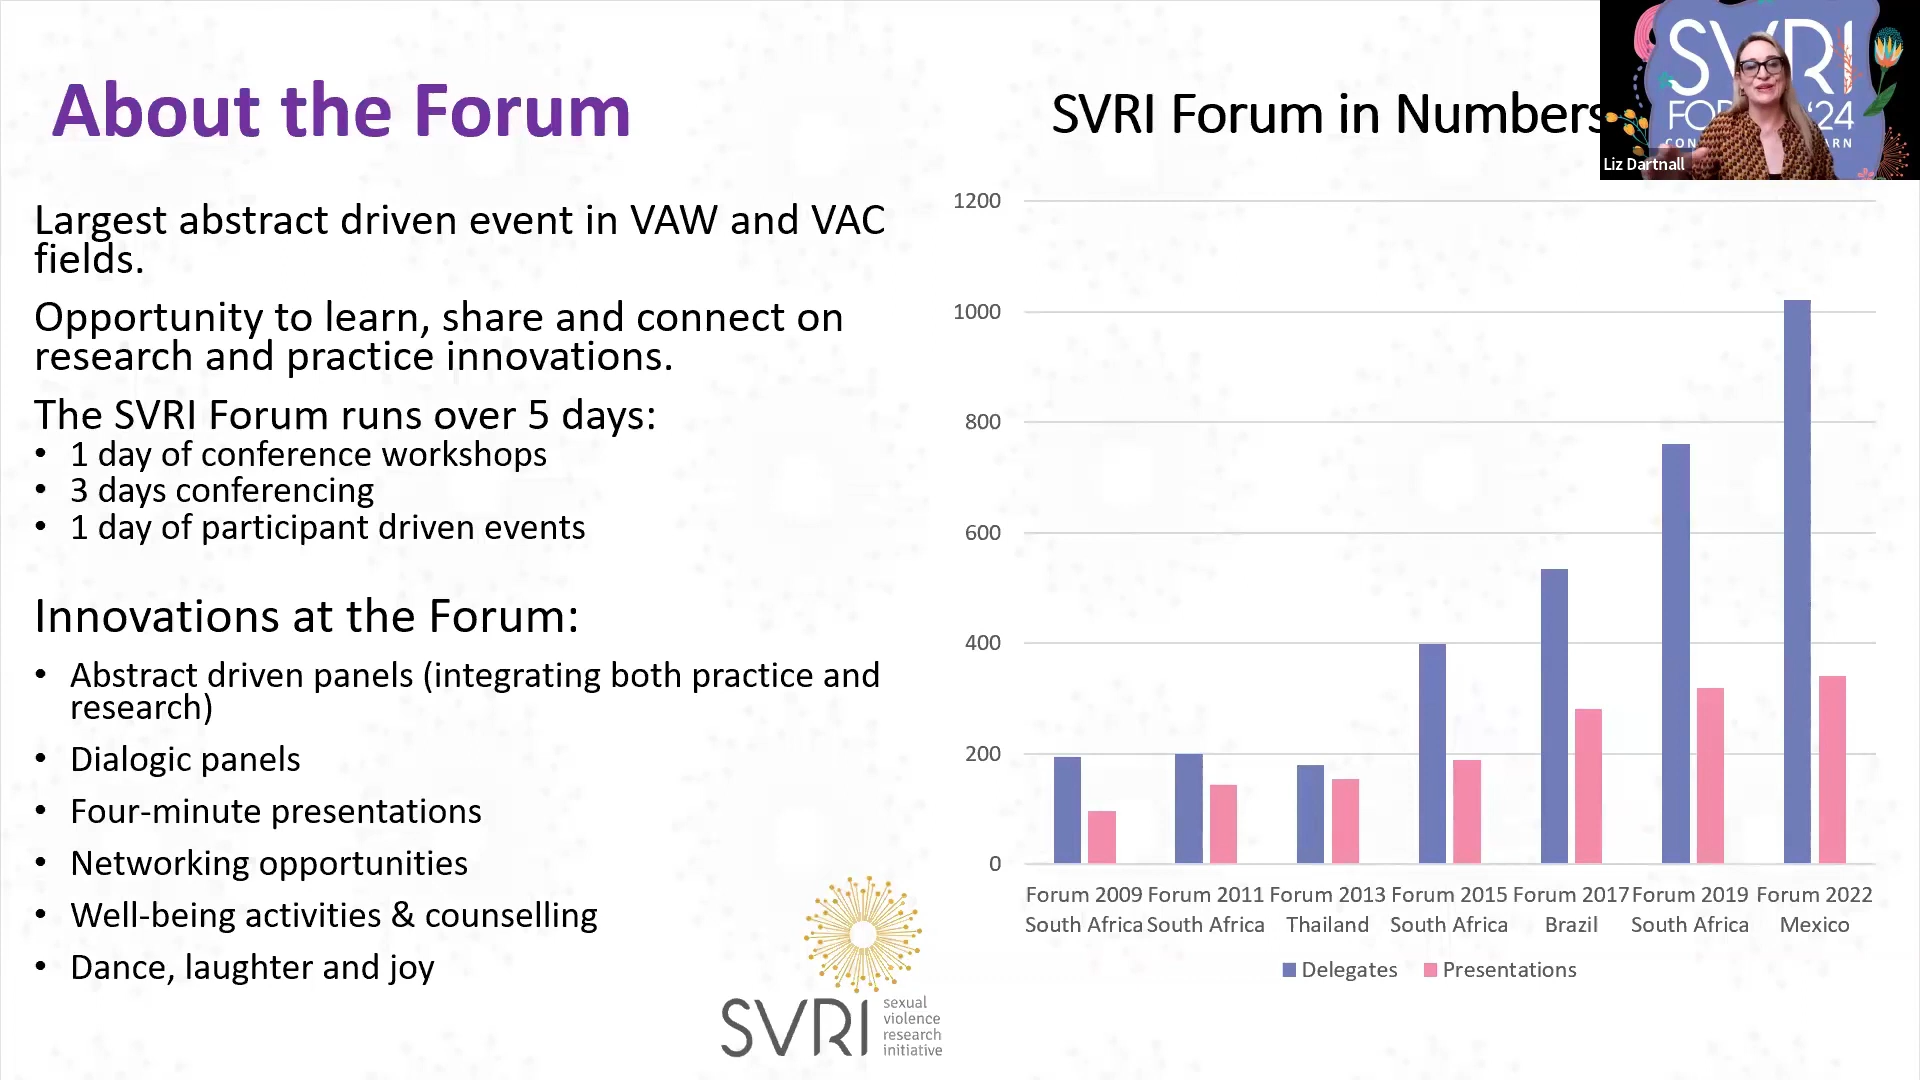 About the Forum
Largest abstract driven event in VAW and VAC
fields.
Opportunity to learn, share and connect on
research and practice innovations.
The SVRI Forum runs over 5 days:
• 1 day of conference workshops
• 3 days conferencing
• 1 day of participant driven events
Innovations at the Forum:
• Abstract driven panels (integrating both practice and
research)
• Dialogic panels
• Four-minute presentations
• Networking opportunities
• Well-being activities & counselling
• Dance, laughter and joy
SVRI
sexual
violence
research
initiative
SVRI Forum in Numbers
1200
1000
800
600
400
200
0
Forum 2009 Forum 2011 Forum 2013 Forum 2015 Forum 2017 Forum 2019 Forum 2022
South Africa South Africa Thailand South Africa Brazil South Africa Mexico
Delegates Presentations
SVRI
'24
Liz Dartnall